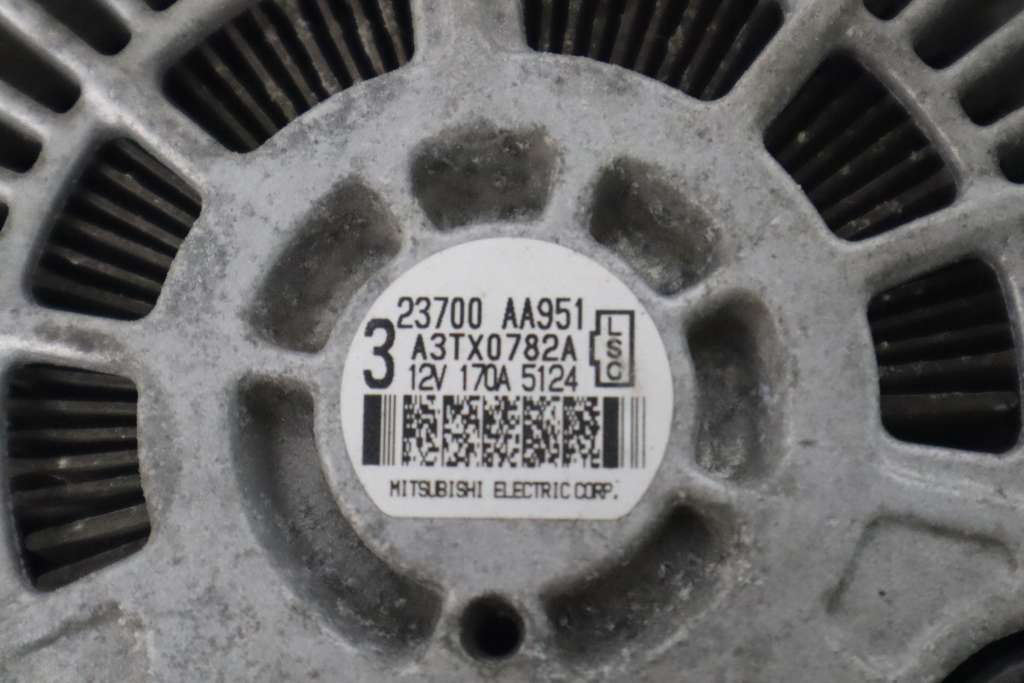 23700 AA951
3 A3TX0782A
12V 170A 5124
LSC
MITSUBISHI ELECTRIC CORP.